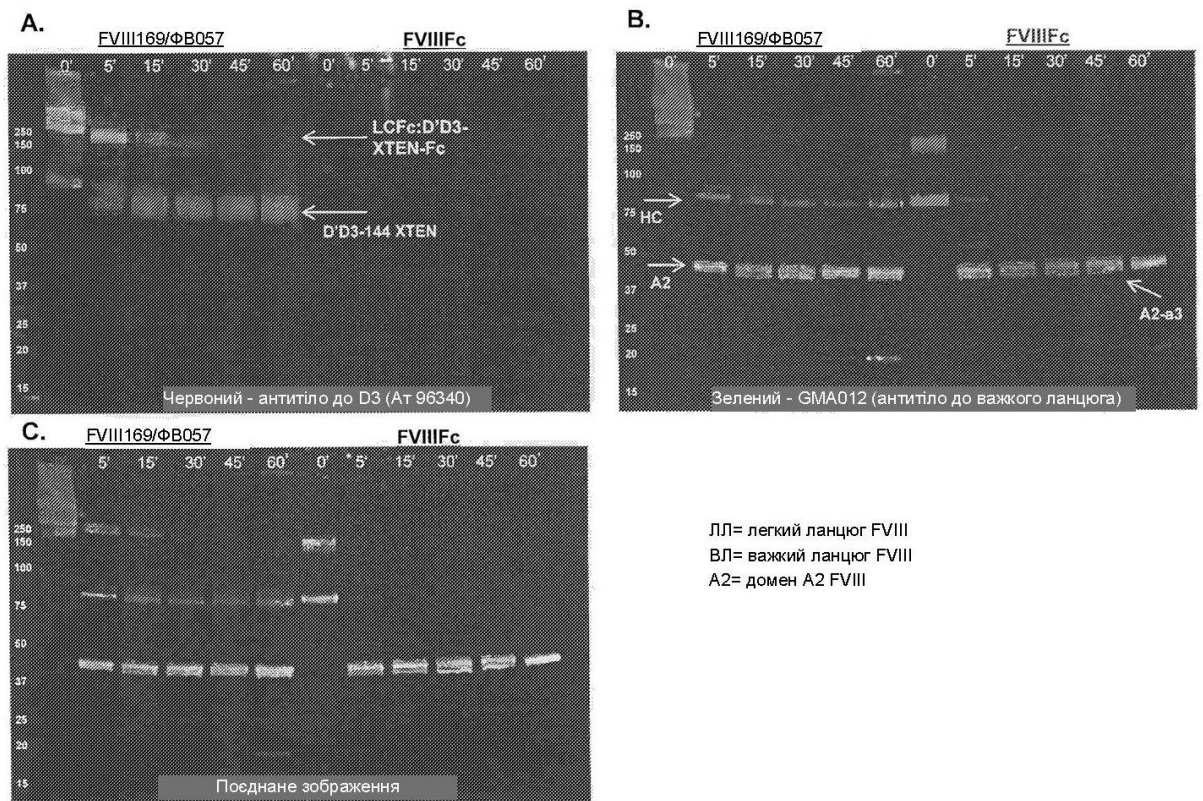 A.
FVIII169/ФВ057 FVIIIFc
0' 5' 15' 30' 45' 60' 0' 5' 15' 30' 45' 60'
250
150
100
75
50
37
25
20
15
LCFc:D'D3-
XTEN-Fc
D'D3-144 XTEN
Червоний - антитіло до D3 (Ат 96340)
B.
FVIII169/ФВ057 FVIIIFc
0' 5' 15' 30' 45' 60' 0' 5' 15' 30' 45' 60'
250
150
100
75
50
37
25
20
15
HC
A2
A2-a3
Зелений - GMA012 (антитіло до важкого ланцюга)
C.
FVIII169/ФВ057 FVIIIFc
5' 15' 30' 45' 60' 0' 5' 15' 30' 45' 60'
250
150
100
75
50
37
25
20
15
Поєднане зображення
ЛЛ= легкий ланцюг FVIII
ВЛ= важкий ланцюг FVIII
А2= домен А2 FVIII